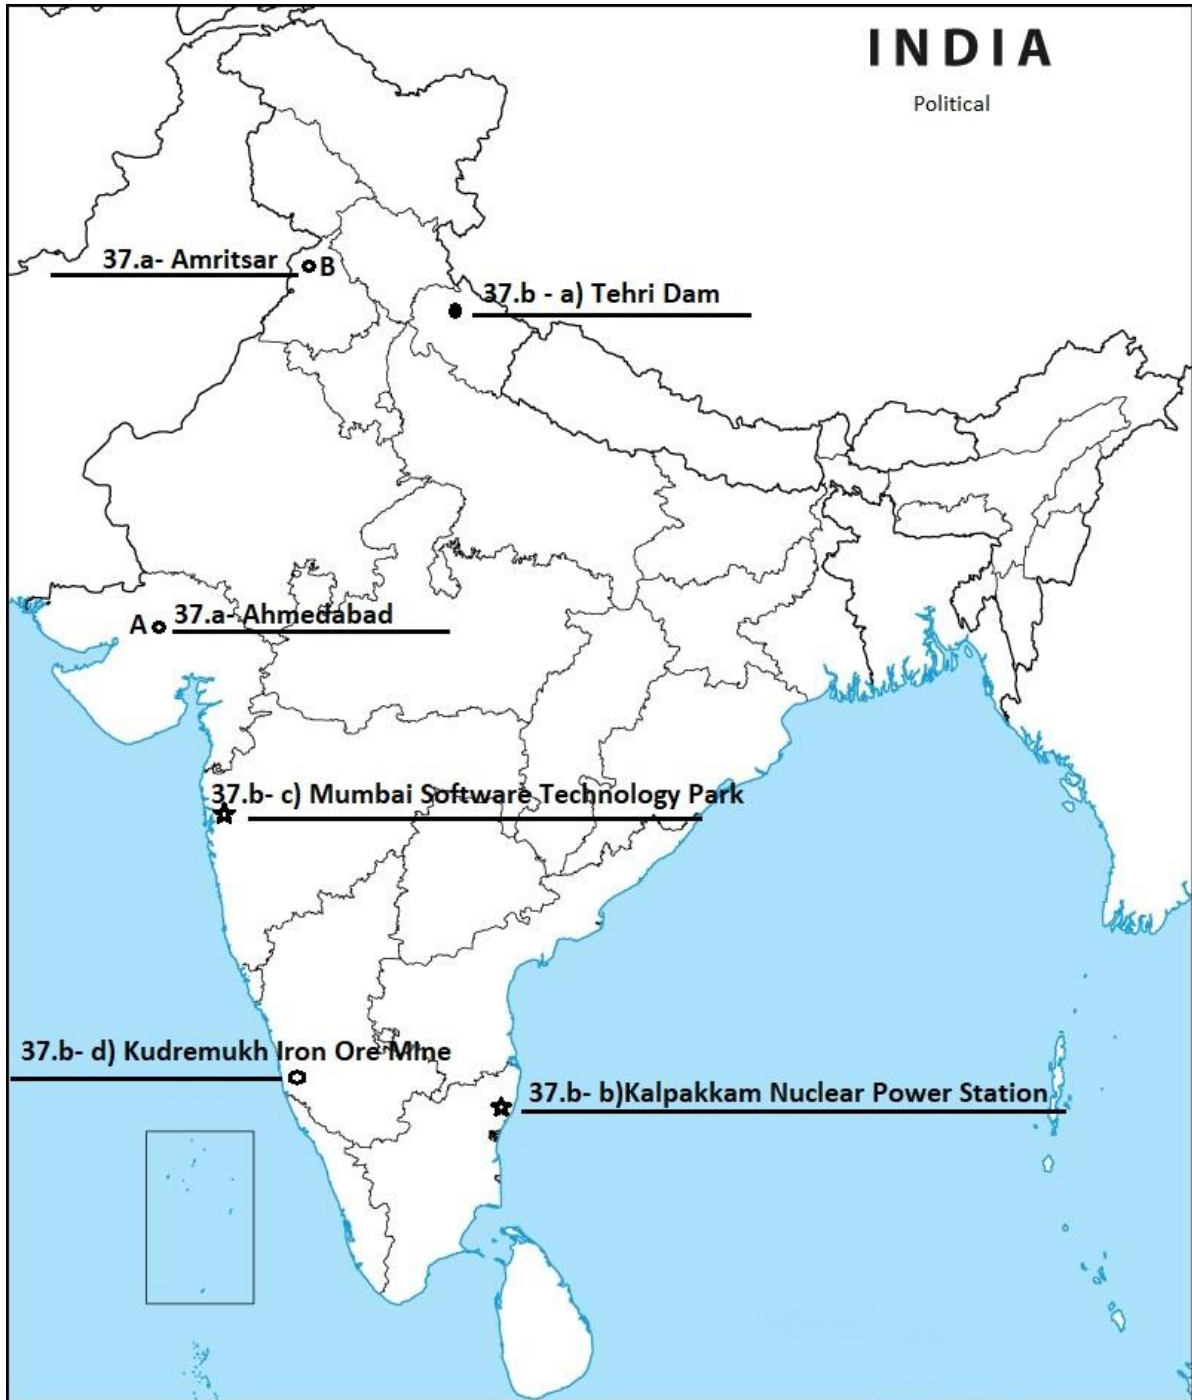 INDIA
Political
37.a- Amritsar
B
37.b - a) Tehri Dam
A
37.a- Ahmedabad
37.b- c) Mumbai Software Technology Park
37.b- d) Kudremukh Iron Ore Mine
37.b- b)Kalpakkam Nuclear Power Station